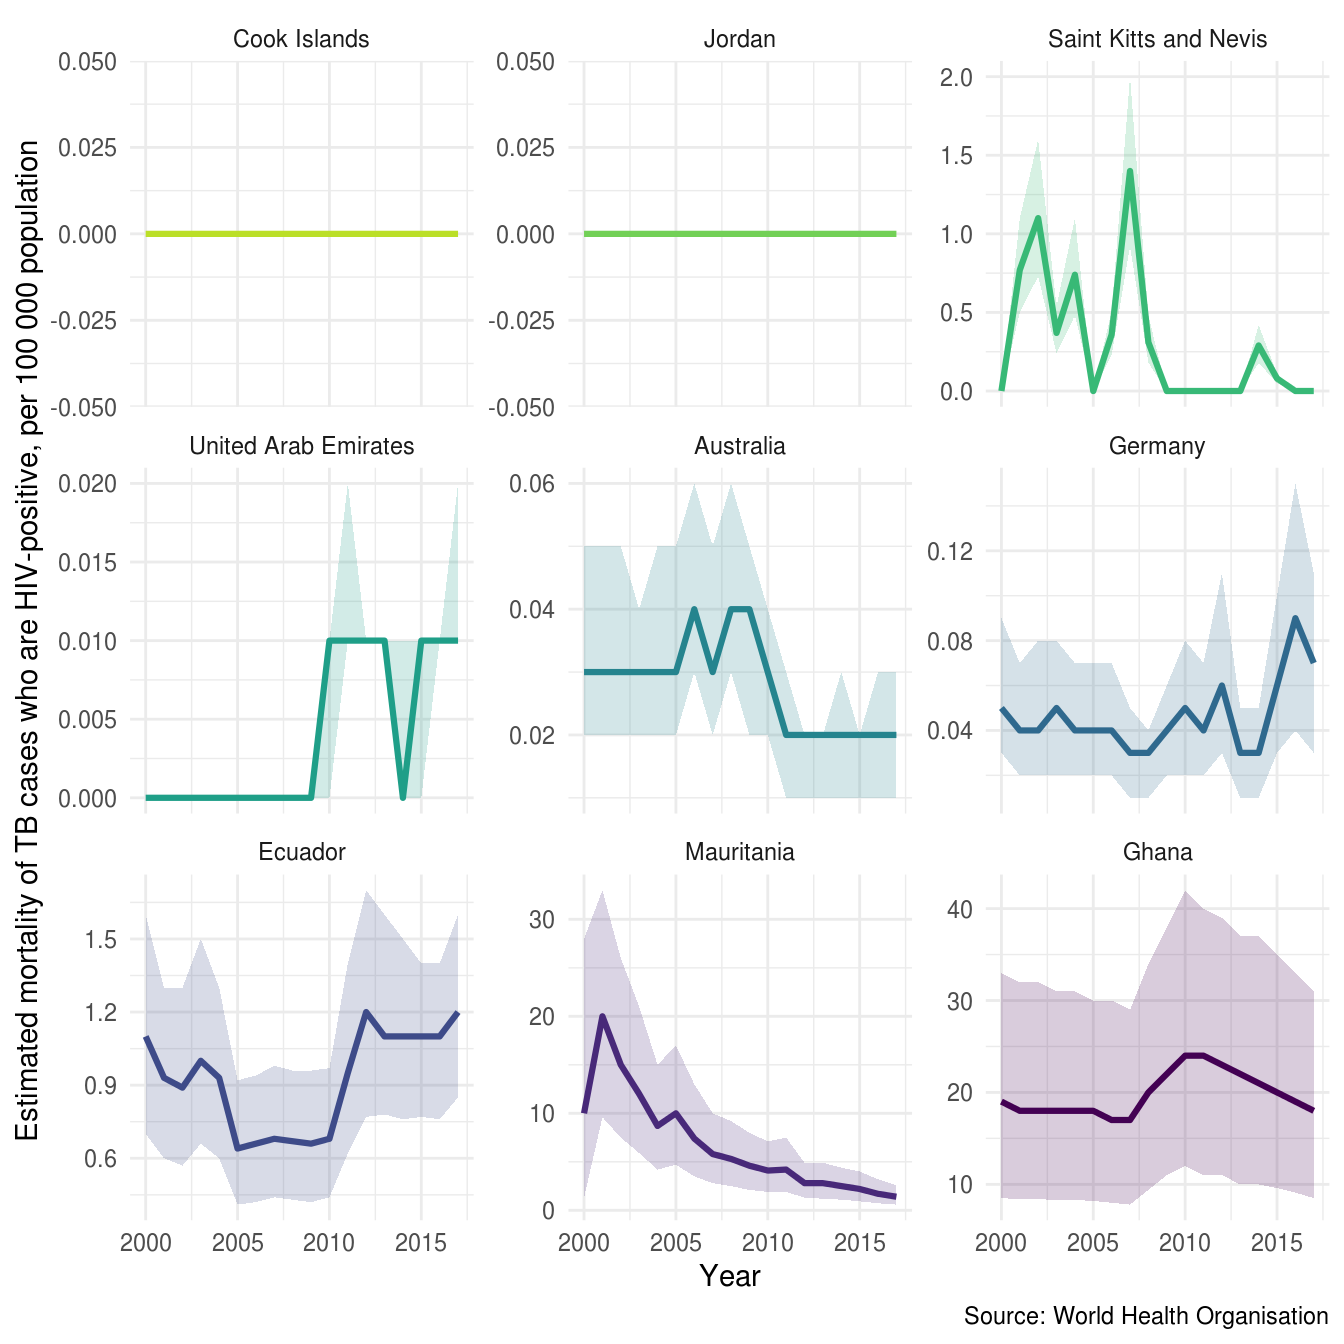 Cook Islands
Jordan
Saint Kitts and Nevis
0.050
0.025
0.000
-0.025
-0.050
0.050
0.025
0.000
-0.025
-0.050
2.0
1.5
1.0
0.5
0.0
United Arab Emirates
Australia
Germany
0.020
0.015
0.010
0.005
0.000
0.06
0.04
0.02
0.12
0.08
0.04
Ecuador
Mauritania
Ghana
1.5
1.2
0.9
0.6
30
20
10
0
40
30
20
10
2000 2005 2010 2015
2000 2005 2010 2015
2000 2005 2010 2015
Estimated mortality of TB cases who are HIV-positive, per 100 000 population
Year
Source: World Health Organisation